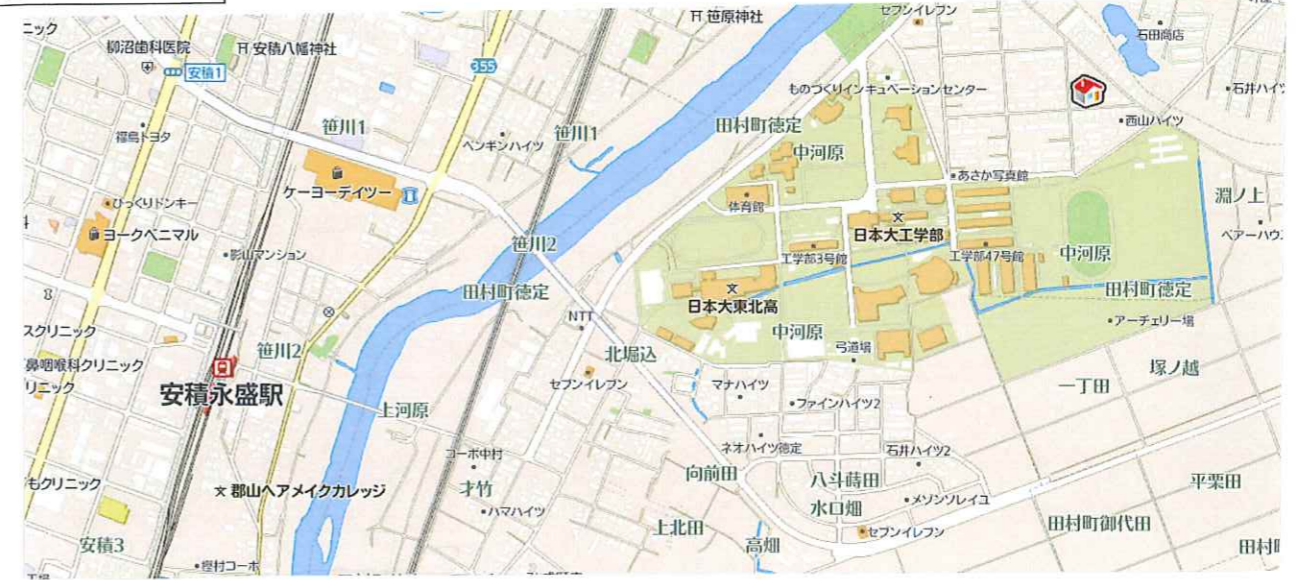 ニック
柳沼歯科医院
安積八幡神社
安積1
355
笹原神社
セブンイレブン
石田商店
ものづくりインキュベーションセンター
石井ハイツ
福島トヨタ
笹川1
ペンギンハイツ
笹川1
田村町徳定
中河原
西山ハイツ
ケーヨーデイツー
あさか写真館
びっくりドンキー
体育館
日本大工学部
淵ノ上
ヨークベニマル
影山マンション
笹川2
工学部3号館
工学部47号館
中河原
ベアーハウ
田村町徳定
日本大東北高
田村町徳定
スクリニック
NTT
中河原
アーチェリー場
鼻咽喉科クリニック
笹川2
北堀込
弓道場
塚ノ越
リニック
安積永盛駅
セブンイレブン
マナハイツ
一丁田
上河原
ファインハイツ2
コーポ中村
ネオハイツ徳定
石井ハイツ2
もクリニック
郡山ヘアメイクカレッジ
才竹
向前田
八斗蒔田
平栗田
ハマハイツ
水口畑
メゾンソレイユ
安積3
上北田
高畑
セブンイレブン
田村町御代田
田村町
樫村コーポ